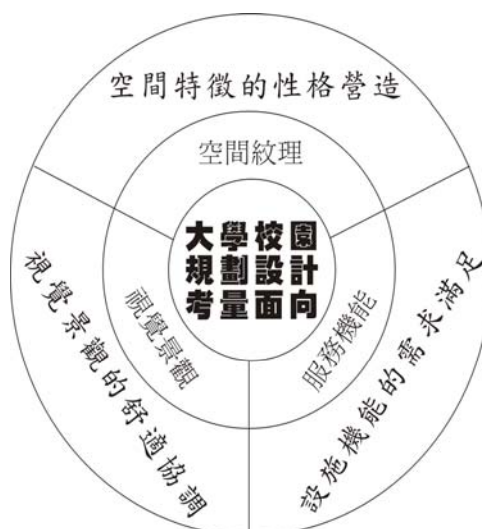 空間特徵的性格營造
空間紋理
大學校園
規劃設計
考量面向
視覺景觀
服務機能
視覺景觀的舒適協調
設施機能的需求滿足